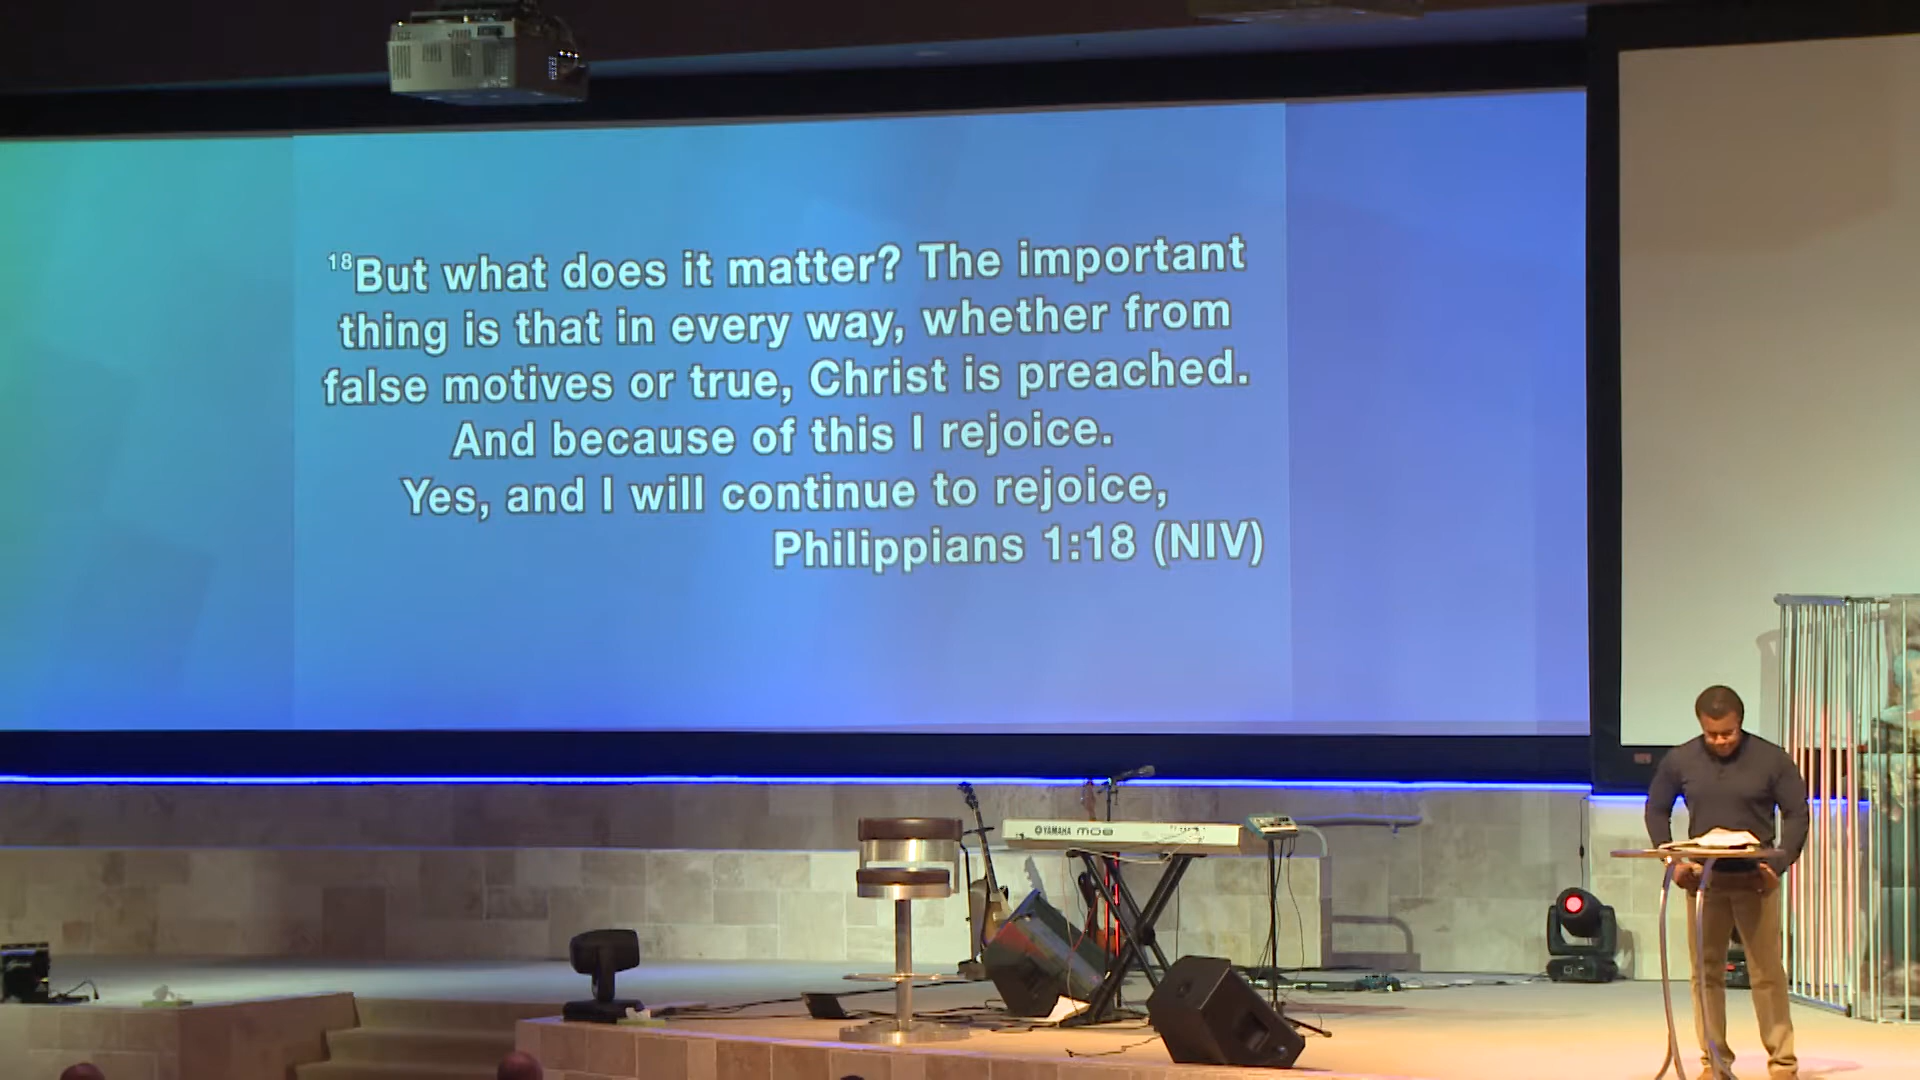 18But what does it matter? The important
thing is that in every way, whether from
false motives or true, Christ is preached.
And because of this I rejoice.
Yes, and I will continue to rejoice,
Philippians 1:18 (NIV)
YAMAHA MO8